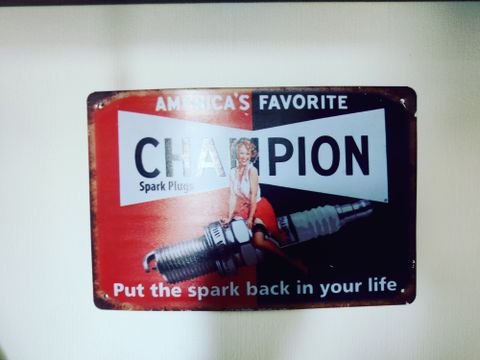 AMERICA'S FAVORITE
CHAMPION
Spark Plugs
Put the spark back in your life.